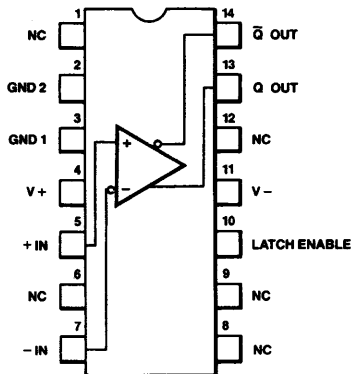 1
NC
2
GND 2
3
GND 1
4
V +
5
+ IN
6
NC
7
– IN
+
–
14
Q̅ OUT
13
Q OUT
12
NC
11
V –
10
LATCH ENABLE
9
NC
8
NC